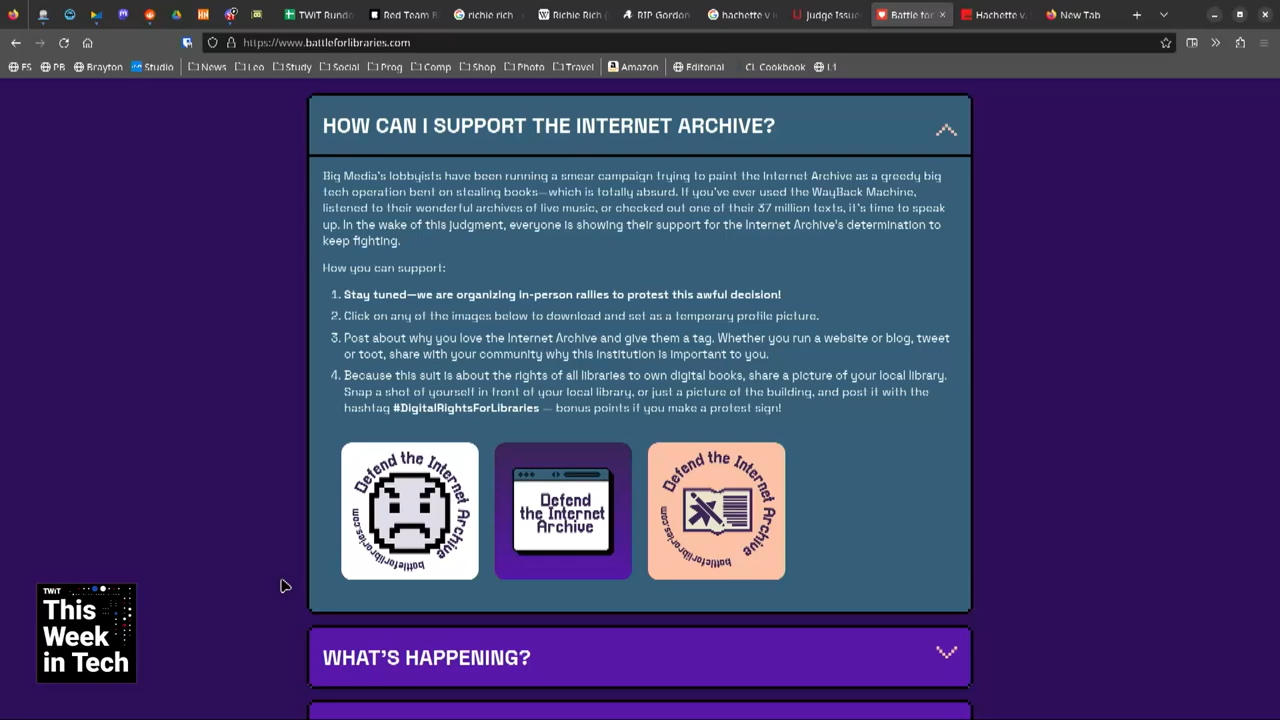 TWiT Rundo
Red Team B
richie rich
Richie Rich (
RIP Gordon
hachette v i
Judge Issue
Battle for
Hachette v.
New Tab
https://www.battleforlibraries.com
FS
PB
Brayton
Studio
News
Leo
Study
Social
Prog
Comp
Shop
Photo
Travel
Amazon
Editorial
CL Cookbook
L1
HOW CAN I SUPPORT THE INTERNET ARCHIVE?
Big Media's lobbyists have been running a smear campaign trying to paint the Internet Archive as a greedy big
tech operation bent on stealing books—which is totally absurd. If you've ever used the WayBack Machine,
listened to their wonderful archives of live music, or checked out one of their 37 million texts, it's time to speak
up. In the wake of this judgment, everyone is showing their support for the Internet Archive's determination to
keep fighting.
How you can support:
1. Stay tuned—we are organizing in-person rallies to protest this awful decision!
2. Click on any of the images below to download and set as a temporary profile picture.
3. Post about why you love the Internet Archive and give them a tag. Whether you run a website or blog, tweet
or toot, share with your community why this institution is important to you.
4. Because this suit is about the rights of all libraries to own digital books, share a picture of your local library.
Snap a shot of yourself in front of your local library, or just a picture of the building, and post it with the
hashtag #DigitalRightsForLibraries — bonus points if you make a protest sign!
Defend the Internet Archive
battleforlibraries.com
Defend
the Internet
Archive
Defend the Internet Archive
battleforlibraries.com
TWiT
This
Week
in Tech
WHAT'S HAPPENING?